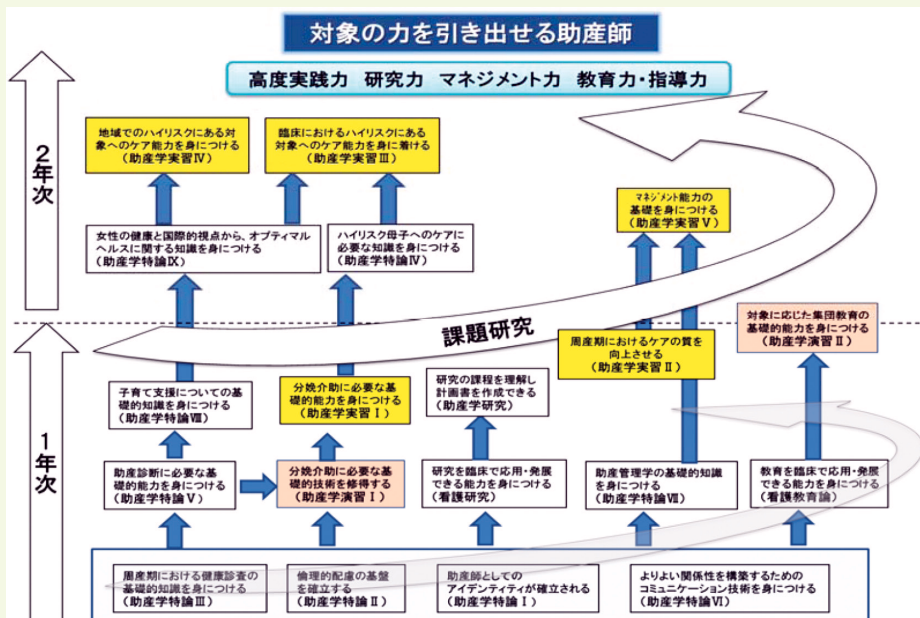 対象の力を引き出せる助産師
高度実践力 研究力 マネジメント力 教育力・指導力
2年次
地域でのハイリスクにある対
象へのケア能力を身につける
(助産学実習Ⅳ)
臨床におけるハイリスクにある
対象へのケア能力を身に着ける
(助産学実習Ⅲ)
マネジメント能力の
基礎を身につける
(助産学実習Ⅴ)
女性の健康と国際的視点から、オプティマル
ヘルスに関する知識を身につける
(助産学特論Ⅸ)
ハイリスク母子へのケアに
必要な知識を身につける
(助産学特論Ⅳ)
課題研究
1年次
対象に応じた集団教育の
基礎的能力を身につける
(助産学演習Ⅱ)
周産期におけるケアの質を
向上させる
(助産学実習Ⅱ)
子育て支援についての基
礎的知識を身につける
(助産学特論Ⅷ)
分娩介助に必要な基
礎的能力を身につける
(助産学実習Ⅰ)
研究の課程を理解し
計画書を作成できる
(助産学研究)
助産診断に必要な基
礎的能力を身につける
(助産学特論Ⅴ)
分娩介助に必要な基
礎的技術を修得する
(助産学演習Ⅰ)
研究を臨床で応用・発展
できる能力を身につける
(看護研究)
助産管理学の基礎的知識
を身につける
(助産学特論Ⅶ)
教育を臨床で応用・発展
できる能力を身につける
(看護教育論)
周産期における健康診査の
基礎的知識を身につける
(助産学特論Ⅲ)
倫理的配慮の基盤
を確立する
(助産学特論Ⅱ)
助産師としての
アイデンティティが確立される
(助産学特論Ⅰ)
よりよい関係性を構築するための
コミュニケーション技術を身につける
(助産学特論Ⅵ)